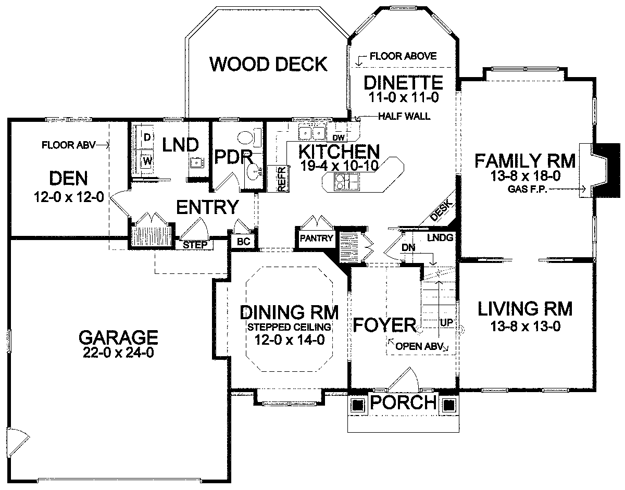 WOOD DECK
FLOOR ABOVE
DINETTE
11-0 x 11-0
HALF WALL
FLOOR ABV
D
W
LND
PDR
DW
KITCHEN
19-4 x 10-10
REFR
FAMILY RM
13-8 x 18-0
GAS F.P.
DEN
12-0 x 12-0
ENTRY
DESK
STEP
BC
PANTRY
DN
LNDG
DINING RM
STEPPED CEILING
12-0 x 14-0
FOYER
UP
OPEN ABV.
LIVING RM
13-8 x 13-0
GARAGE
22-0 x 24-0
PORCH